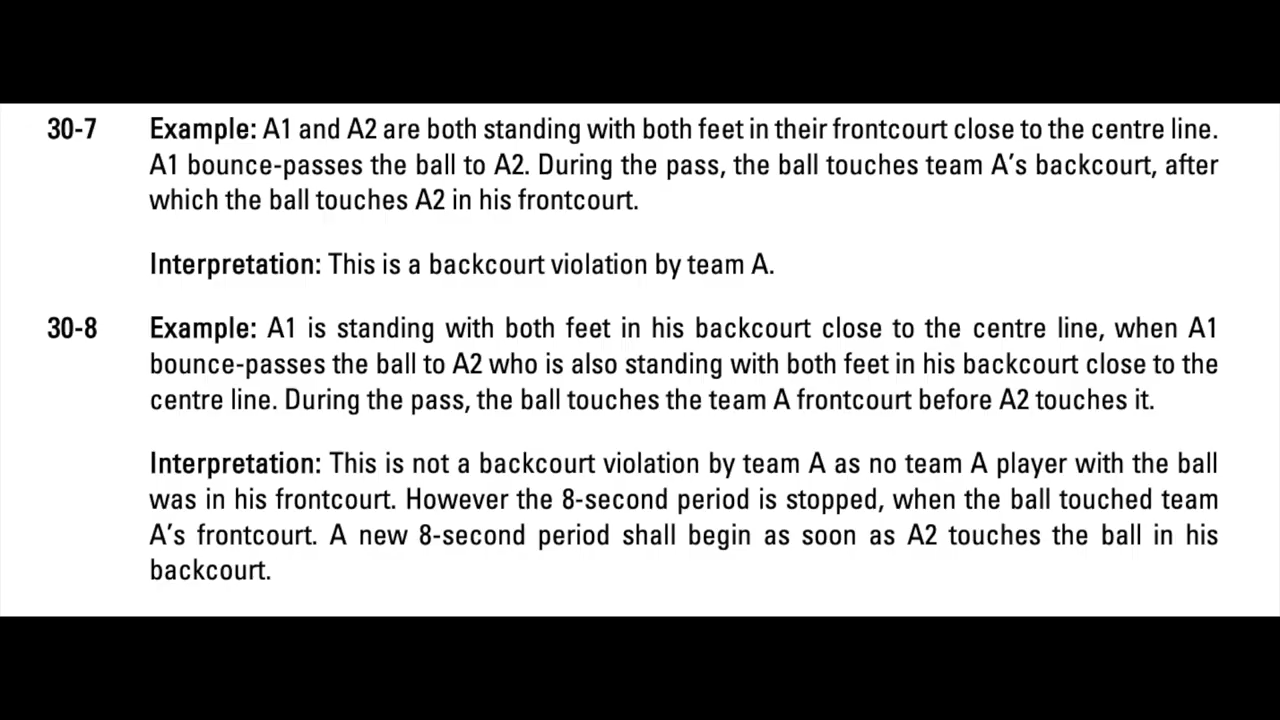 30-7 Example: A1 and A2 are both standing with both feet in their frontcourt close to the centre line.
A1 bounce-passes the ball to A2. During the pass, the ball touches team A's backcourt, after
which the ball touches A2 in his frontcourt.
Interpretation: This is a backcourt violation by team A.
30-8 Example: A1 is standing with both feet in his backcourt close to the centre line, when A1
bounce-passes the ball to A2 who is also standing with both feet in his backcourt close to the
centre line. During the pass, the ball touches the team A frontcourt before A2 touches it.
Interpretation: This is not a backcourt violation by team A as no team A player with the ball
was in his frontcourt. However the 8-second period is stopped, when the ball touched team
A's frontcourt. A new 8-second period shall begin as soon as A2 touches the ball in his
backcourt.